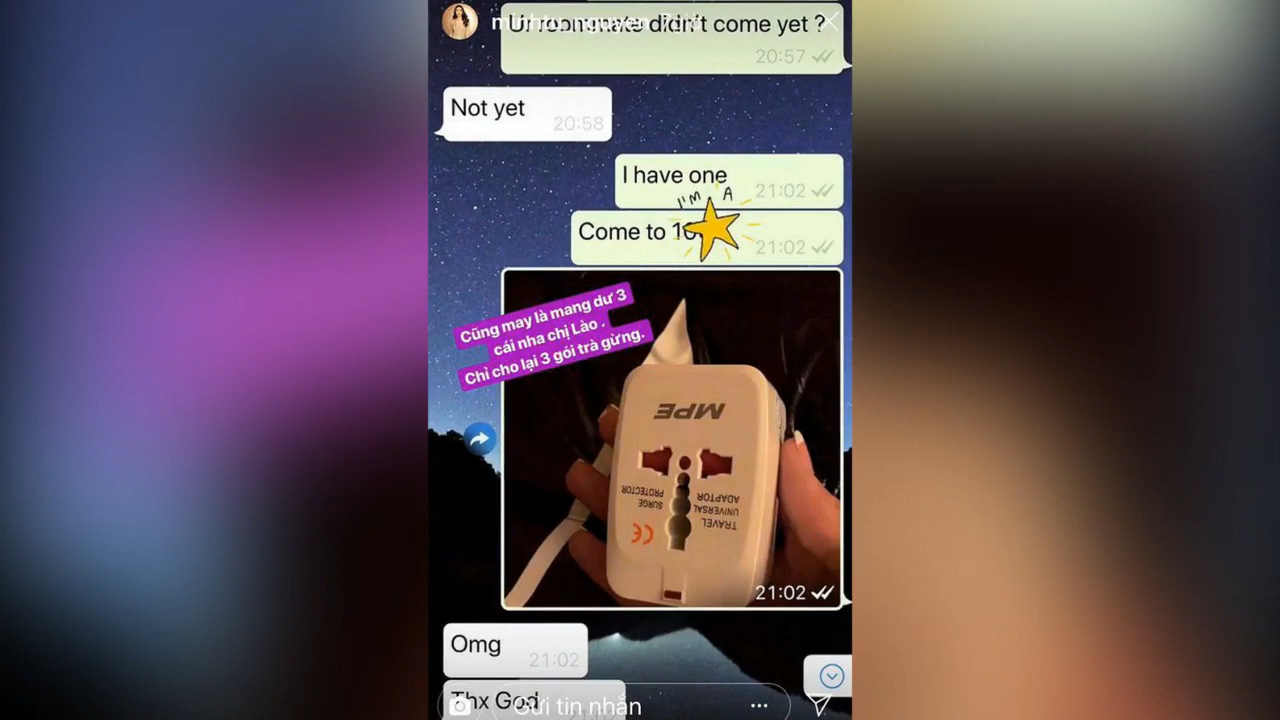 Ur roommate didn't come yet ?
20:57
Not yet
20:58
I have one
21:02
I'M A
Come to
21:02
Cũng may là mang dư 3
cái nha chị Lào .
Chỉ cho lại 3 gói trà gừng.
MPE
TRAVEL
UNIVERSAL
ADAPTOR
SURGE
PROTECTOR
CE
21:02
Omg
21:02
Thx God
Gửi tin nhắn